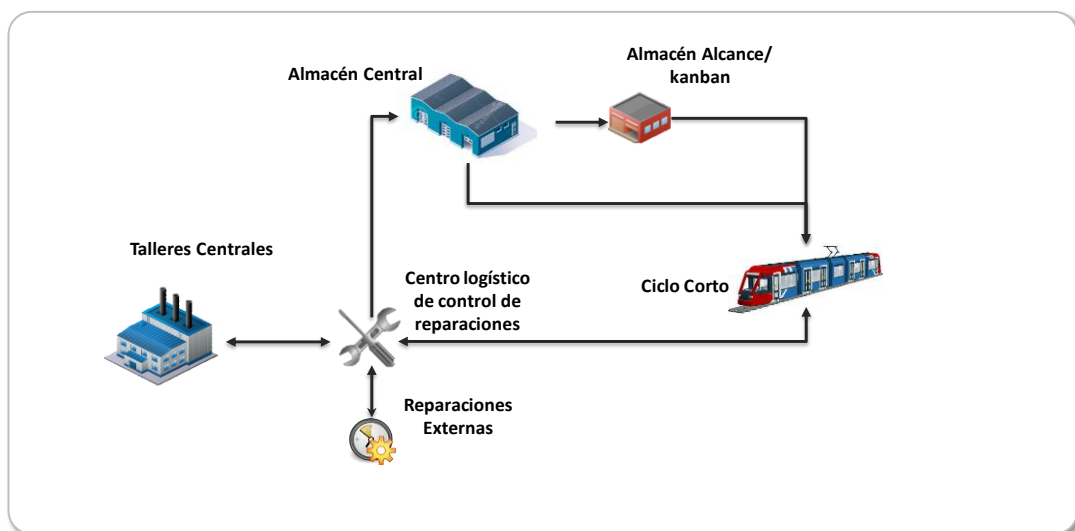 Almacén Central
Almacén Alcance/
kanban
Talleres Centrales
Centro logístico
de control de
reparaciones
Ciclo Corto
Reparaciones
Externas